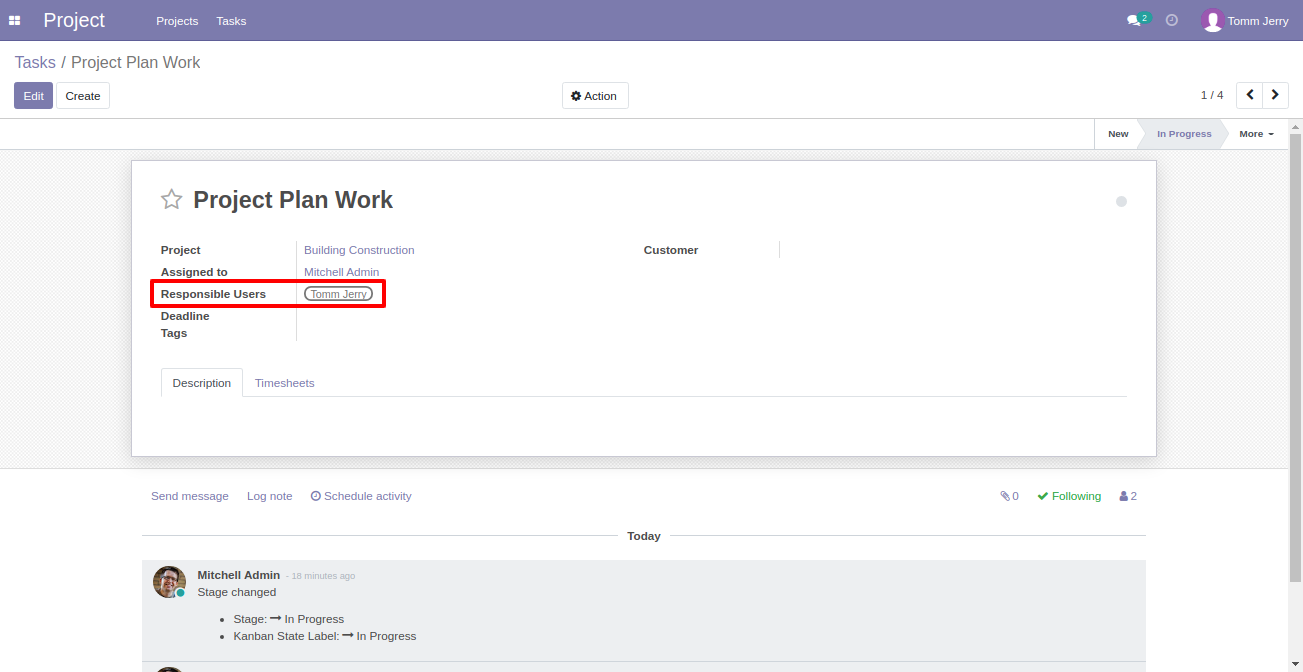 Project Projects Tasks 2 Tomm Jerry
Tasks / Project Plan Work
Edit Create Action 1 / 4
New In Progress More
Project Plan Work
Project Building Construction Customer
Assigned to Mitchell Admin
Responsible Users Tomm Jerry
Deadline
Tags
Description Timesheets
Send message Log note Schedule activity 0 Following 2
Today
Mitchell Admin - 18 minutes ago
Stage changed
• Stage: → In Progress
• Kanban State Label: → In Progress